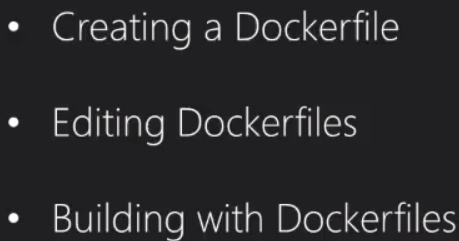 • Creating a Dockerfile
• Editing Dockerfiles
• Building with Dockerfiles